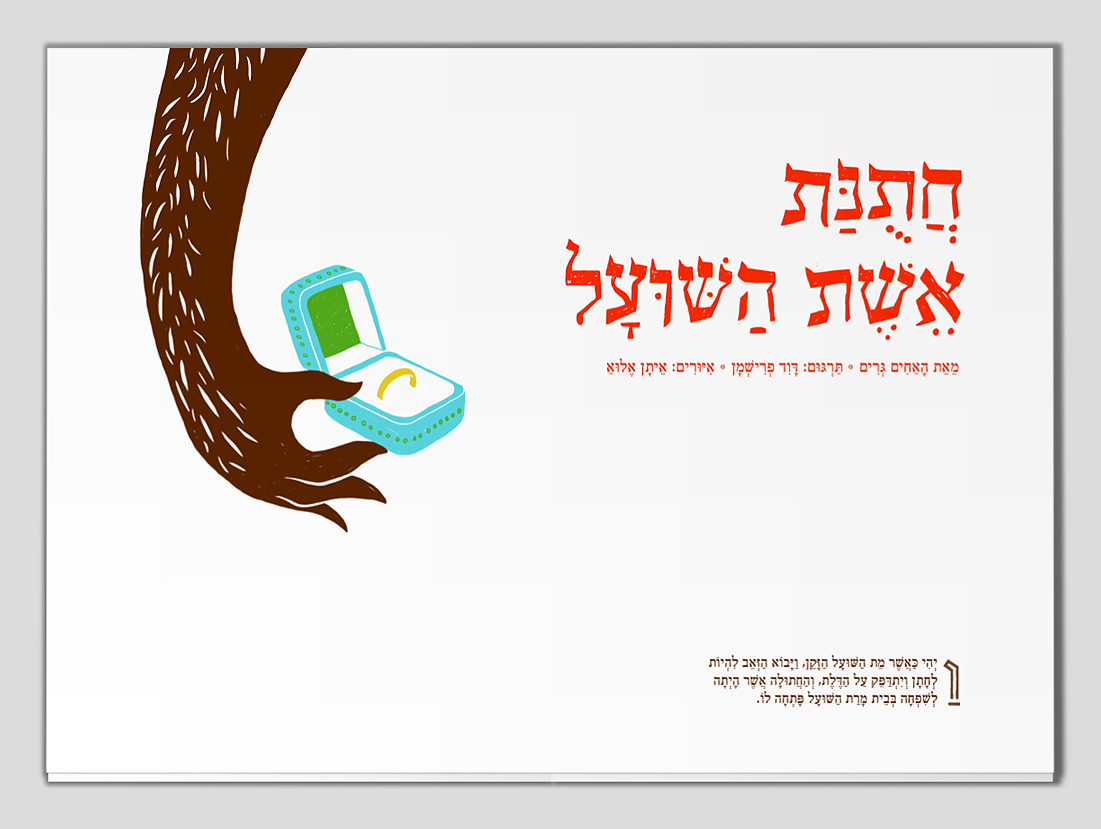 חֲתֻנַּת
אֵשֶׁת הַשּׁוּעָל
מֵאֵת הָאַחִים גְּרִים • תַּרְגּוּם: דָּוִד פְרִישְׁמָן • אִיּוּרִים: אֵיתָן אֶלוּאַ
וִיְהִי כַּאֲשֶׁר מֵת הַשּׁוּעָל הַזָּקֵן, וַיָּבוֹא הַזְּאֵב לִהְיוֹת
לְחָתָן וְיִתְדַּפֵּק עַל הַדֶּלֶת, וְהַחֲתוּלָה אֲשֶׁר הָיְתָה
לְשִׁפְחָה בְּבֵית מָרַת הַשּׁוּעָל פָּתְחָה לוֹ.